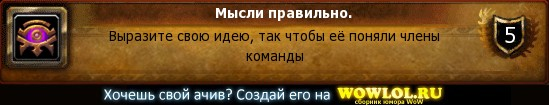 Мысли правильно.
Выразите свою идею, так чтобы её поняли члены
команды
5
Хочешь свой ачив? Создай его на WOWLOL.RU
сборник юмора WoW